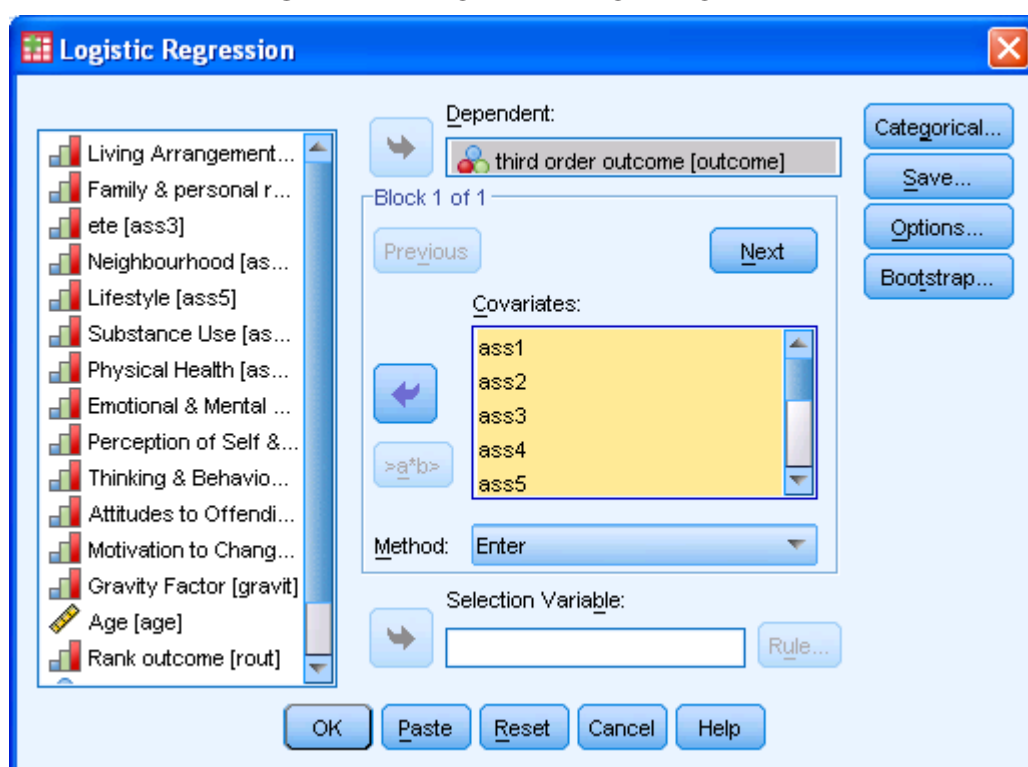 Logistic Regression
Living Arrangement...
Family & personal r...
ete [ass3]
Neighbourhood [as...
Lifestyle [ass5]
Substance Use [as...
Physical Health [as...
Emotional & Mental ...
Perception of Self &...
Thinking & Behavio...
Attitudes to Offendi...
Motivation to Chang...
Gravity Factor [gravit]
Age [age]
Rank outcome [rout]
Dependent:
third order outcome [outcome]
Block 1 of 1
Previous
Next
Covariates:
ass1
ass2
ass3
ass4
ass5
>a*b>
Method: Enter
Selection Variable:
Rule...
Categorical...
Save...
Options...
Bootstrap...
OK Paste Reset Cancel Help